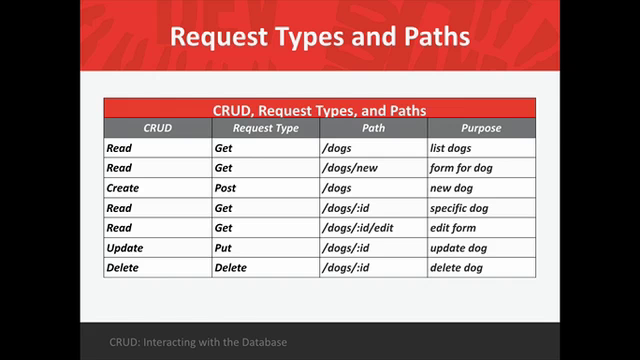 Request Types and Paths
CRUD, Request Types, and Paths
CRUD Request Type Path Purpose
Read Get /dogs list dogs
Read Get /dogs/new form for dog
Create Post /dogs new dog
Read Get /dogs/:id specific dog
Read Get /dogs/:id/edit edit form
Update Put /dogs/:id update dog
Delete Delete /dogs/:id delete dog
CRUD: Interacting with the Database